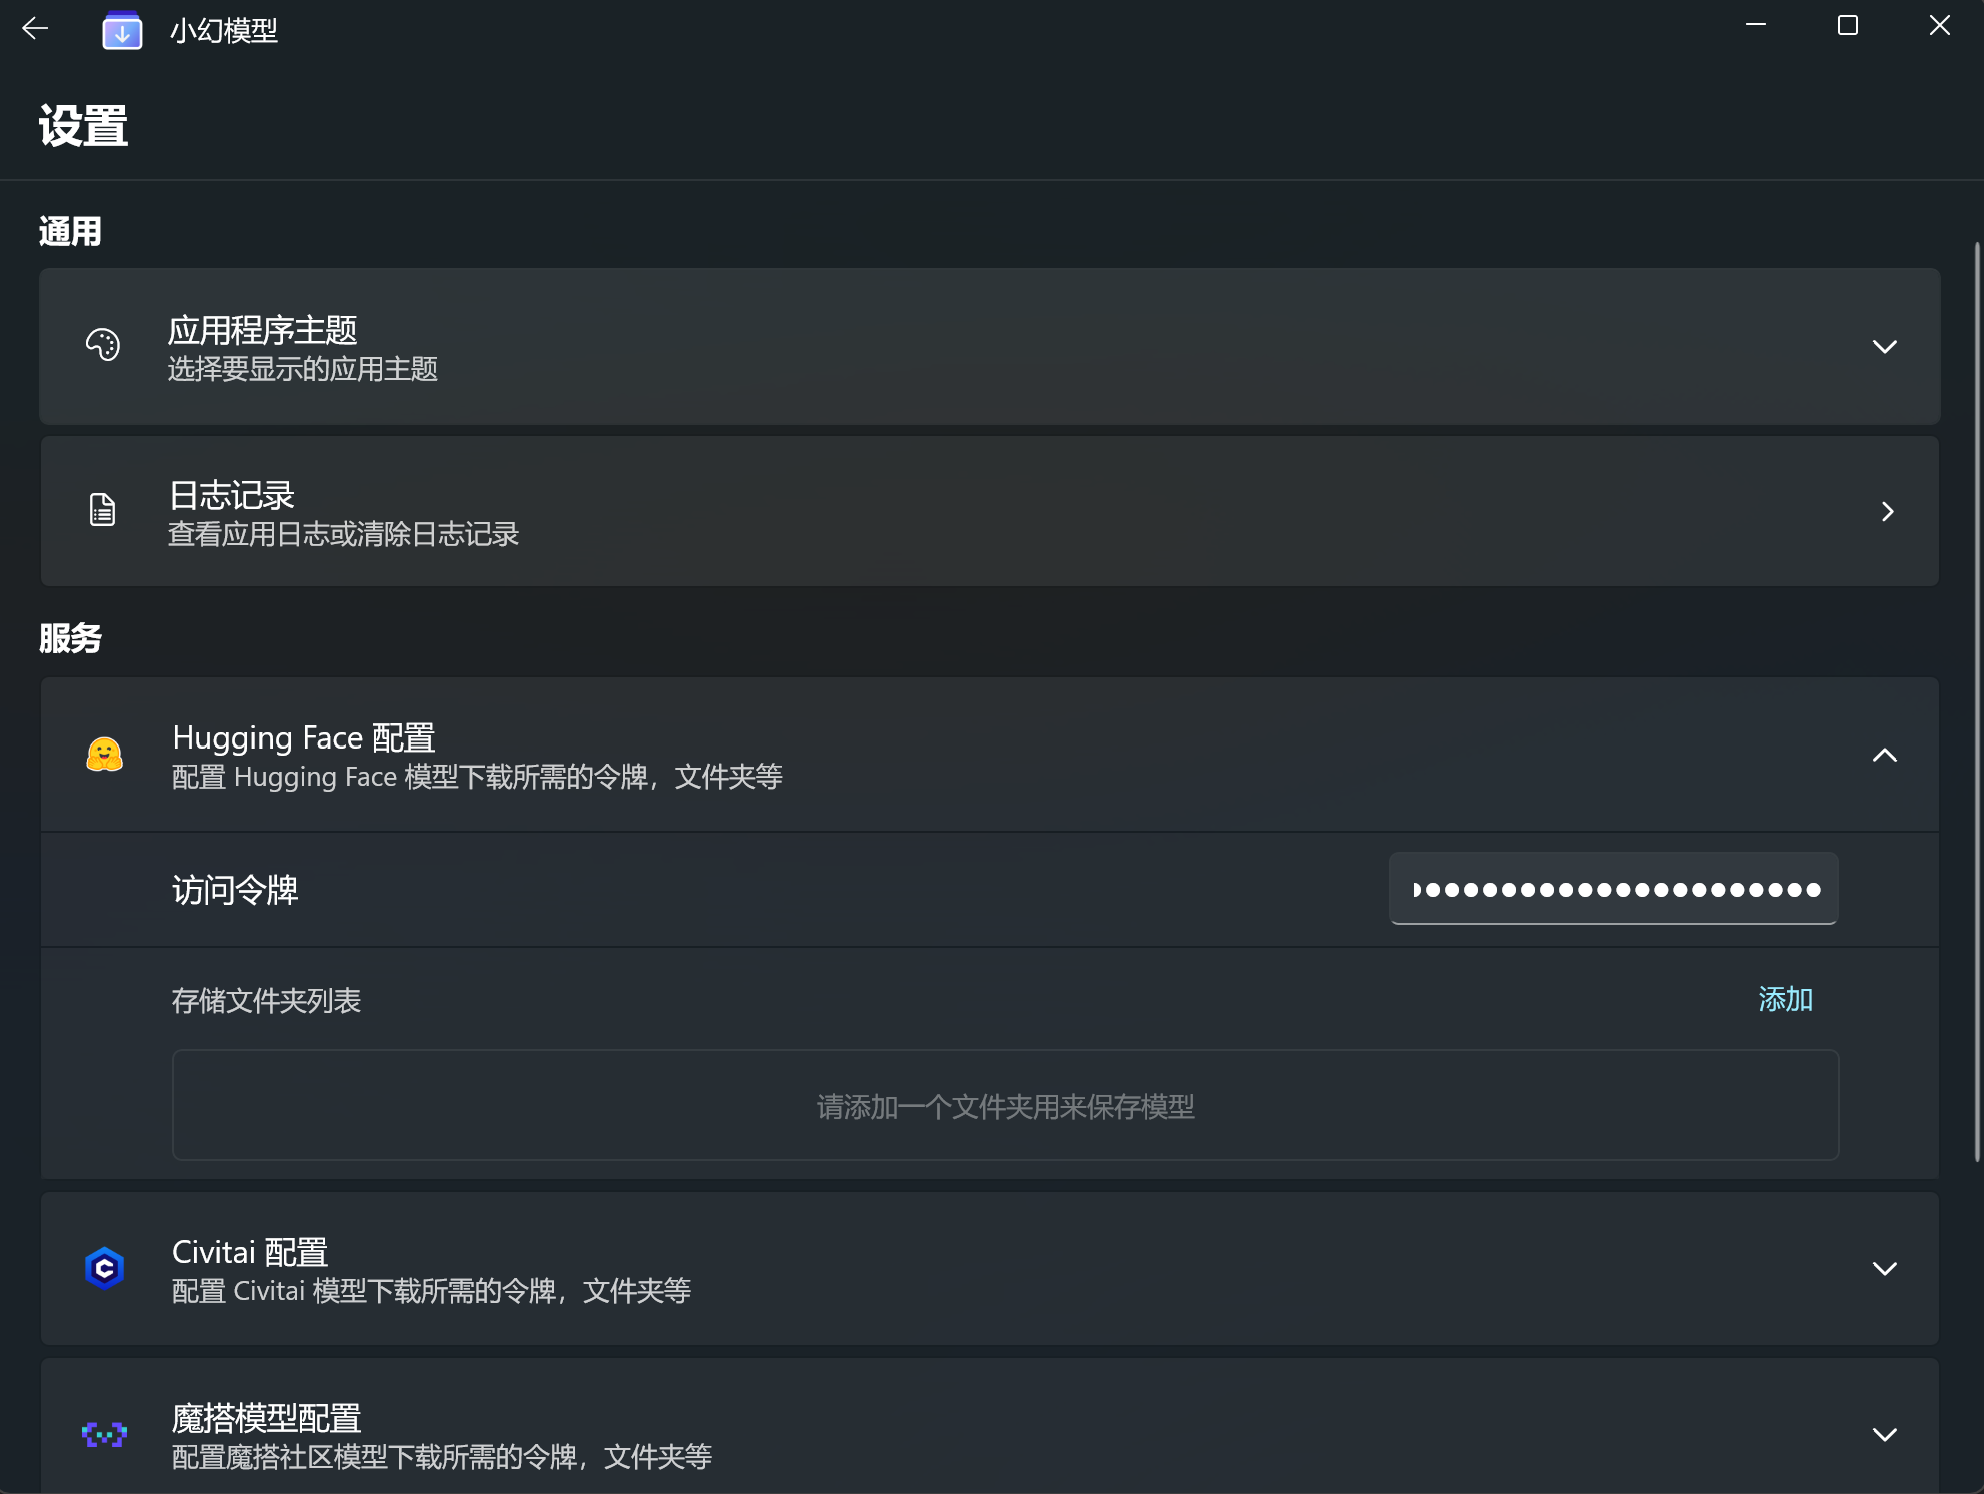 小幻模型
设置
通用
应用程序主题
选择要显示的应用主题
日志记录
查看应用日志或清除日志记录
服务
Hugging Face 配置
配置 Hugging Face 模型下载所需的令牌，文件夹等
访问令牌
存储文件夹列表
添加
请添加一个文件夹用来保存模型
Civitai 配置
配置 Civitai 模型下载所需的令牌，文件夹等
魔搭模型配置
配置魔搭社区模型下载所需的令牌，文件夹等